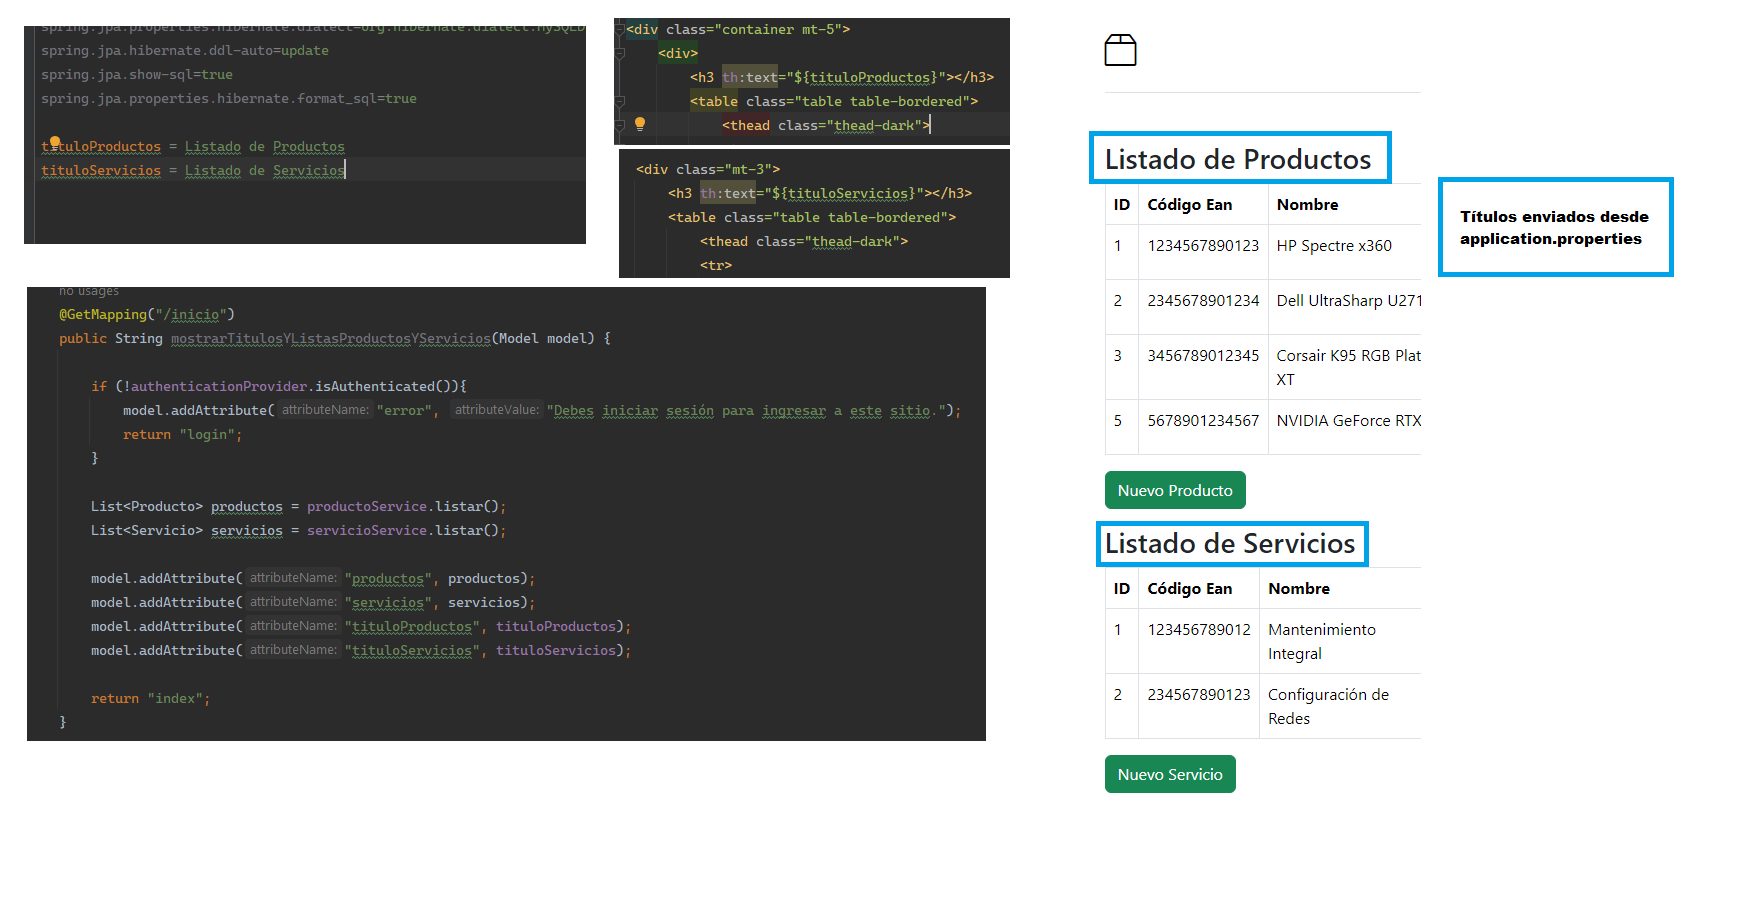 spring.jpa.properties.hibernate.dialect=org.hibernate.dialect.MySQLD
spring.jpa.hibernate.ddl-auto=update
spring.jpa.show-sql=true
spring.jpa.properties.hibernate.format_sql=true
tituloProductos = Listado de Productos
tituloServicios = Listado de Servicios
<div class="container mt-5">
<div>
<h3 th:text="${tituloProductos}"></h3>
<table class="table table-bordered">
<thead class="thead-dark">
<div class="mt-3">
<h3 th:text="${tituloServicios}"></h3>
<table class="table table-bordered">
<thead class="thead-dark">
<tr>
no usages
@GetMapping("/inicio")
public String mostrarTitulosYListasProductosYServicios(Model model) {
if (!authenticationProvider.isAuthenticated()){
model.addAttribute( attributeName: "error", attributeValue: "Debes iniciar sesión para ingresar a este sitio.");
return "login";
}
List<Producto> productos = productoService.listar();
List<Servicio> servicios = servicioService.listar();
model.addAttribute( attributeName: "productos", productos);
model.addAttribute( attributeName: "servicios", servicios);
model.addAttribute( attributeName: "tituloProductos", tituloProductos);
model.addAttribute( attributeName: "tituloServicios", tituloServicios);
return "index";
}
Listado de Productos
ID Código Ean Nombre
1 1234567890123 HP Spectre x360
2 2345678901234 Dell UltraSharp U271
3 3456789012345 Corsair K95 RGB Plat
XT
5 5678901234567 NVIDIA GeForce RTX
Nuevo Producto
Listado de Servicios
ID Código Ean Nombre
1 123456789012 Mantenimiento
Integral
2 234567890123 Configuración de
Redes
Nuevo Servicio
Títulos enviados desde
application.properties